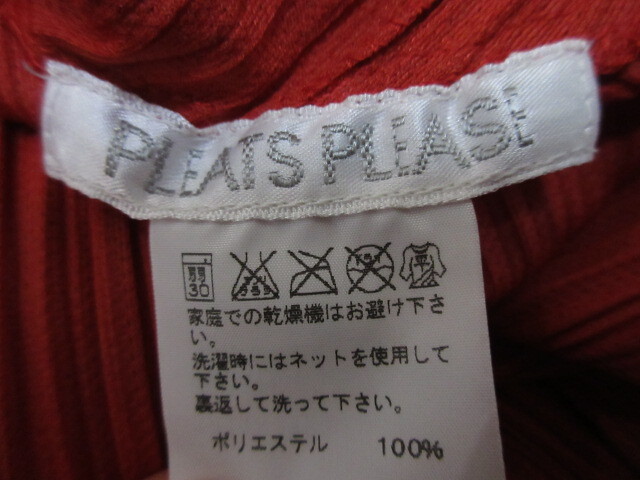 PLEATS PLEASE
弱
30
平
家庭での乾燥機はお避け下さ
い。
洗濯時にはネットを使用して
下さい。
裏返して洗って下さい。
ポリエステル 100%